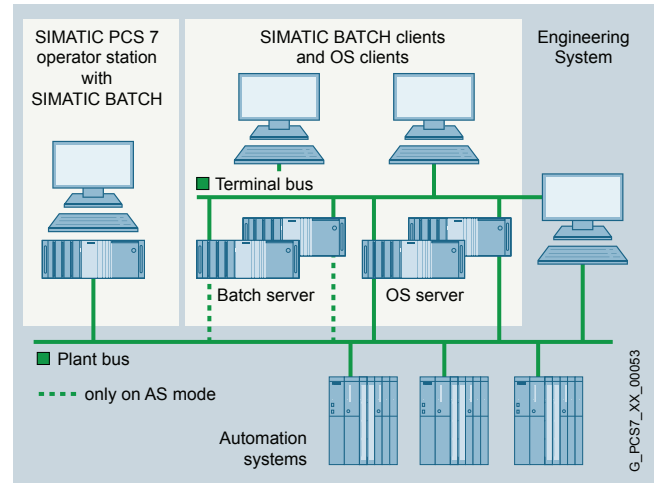 SIMATIC PCS 7
operator station
with
SIMATIC BATCH
SIMATIC BATCH clients
and OS clients
Engineering
System
Terminal bus
Batch server
OS server
Plant bus
only on AS mode
Automation
systems
G_PCS7_XX_00053